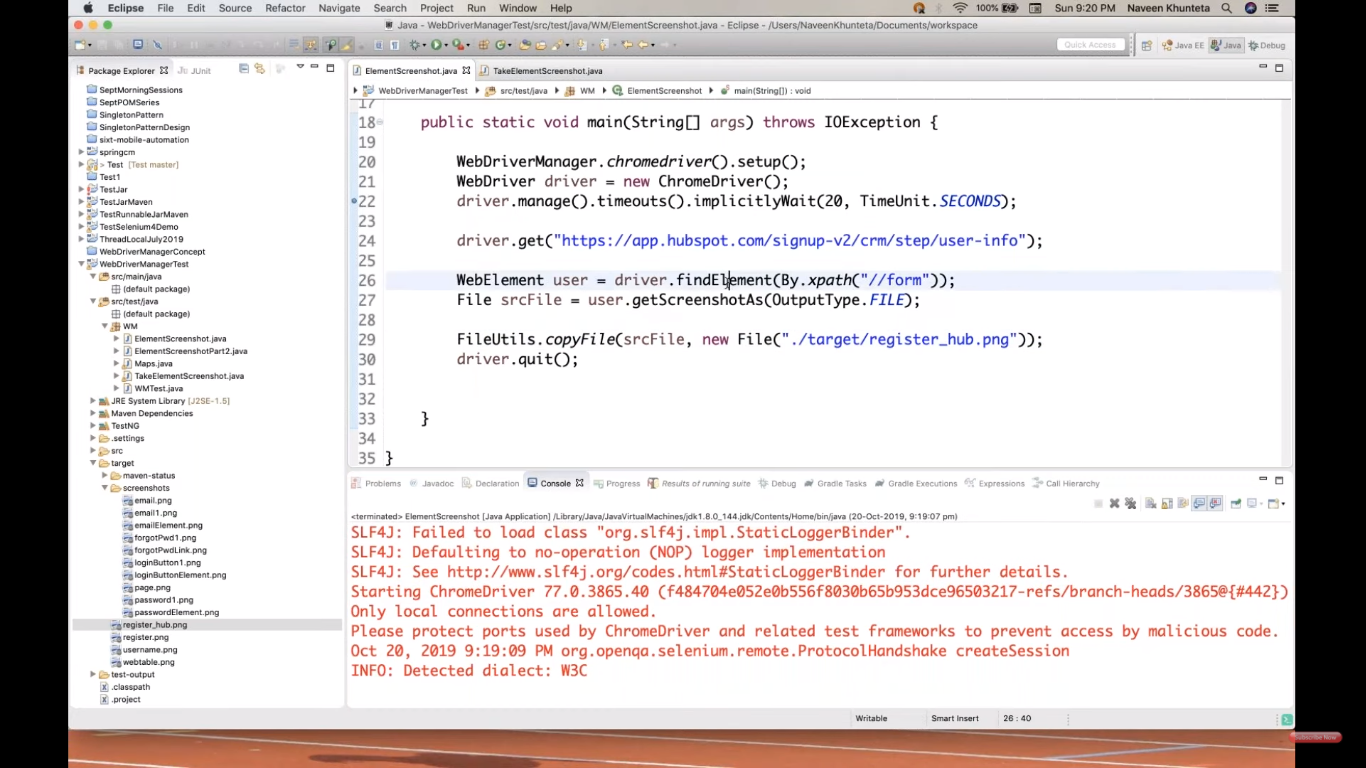 Eclipse File Edit Source Refactor Navigate Search Project Run Window Help 100% Sun 9:20 PM Naveen Khunteta
Java - WebDriverManagerTest/src/test/java/WM/ElementScreenshot.java - Eclipse - /Users/NaveenKhunteta/Documents/workspace
Quick Access Java EE Java Debug
Package Explorer JUnit
SeptMorningSessions
SeptPOMSeries
SingletonPattern
SingletonPatternDesign
sixt-mobile-automation
springcm
> Test [Test master]
Test1
TestJar
TestJarMaven
TestRunnableJarMaven
TestSelenium4Demo
ThreadLocalJuly2019
WebDriverManagerConcept
WebDriverManagerTest
src/main/java
(default package)
src/test/java
(default package)
WM
ElementScreenshot.java
ElementScreenshotPart2.java
Maps.java
TakeElementScreenshot.java
WMTest.java
JRE System Library [J2SE-1.5]
Maven Dependencies
TestNG
.settings
src
target
maven-status
screenshots
email.png
email1.png
emailElement.png
forgotPwd1.png
forgotPwdLink.png
loginButton1.png
loginButtonElement.png
page.png
password1.png
passwordElement.png
register_hub.png
register.png
username.png
webtable.png
test-output
.classpath
.project
ElementScreenshot.java TakeElementScreenshot.java
WebDriverManagerTest src/test/java WM ElementScreenshot main(String[]) : void
17
18 public static void main(String[] args) throws IOException {
19
20 WebDriverManager.chromedriver().setup();
21 WebDriver driver = new ChromeDriver();
22 driver.manage().timeouts().implicitlyWait(20, TimeUnit.SECONDS);
23
24 driver.get("https://app.hubspot.com/signup-v2/crm/step/user-info");
25
26 WebElement user = driver.findElement(By.xpath("//form"));
27 File srcFile = user.getScreenshotAs(OutputType.FILE);
28
29 FileUtils.copyFile(srcFile, new File("./target/register_hub.png"));
30 driver.quit();
31
32
33 }
34
35 }
Problems Javadoc Declaration Console Progress Results of running suite Debug Gradle Tasks Gradle Executions Expressions Call Hierarchy
<terminated> ElementScreenshot [Java Application] /Library/Java/JavaVirtualMachines/jdk1.8.0_144.jdk/Contents/Home/bin/java (20-Oct-2019, 9:19:07 pm)
SLF4J: Failed to load class "org.slf4j.impl.StaticLoggerBinder".
SLF4J: Defaulting to no-operation (NOP) logger implementation
SLF4J: See http://www.slf4j.org/codes.html#StaticLoggerBinder for further details.
Starting ChromeDriver 77.0.3865.40 (f484704e052e0b556f8030b65b953dce96503217-refs/branch-heads/3865@{#442})
Only local connections are allowed.
Please protect ports used by ChromeDriver and related test frameworks to prevent access by malicious code.
Oct 20, 2019 9:19:09 PM org.openqa.selenium.remote.ProtocolHandshake createSession
INFO: Detected dialect: W3C
Writable Smart Insert 26 : 40
Subscribe Now